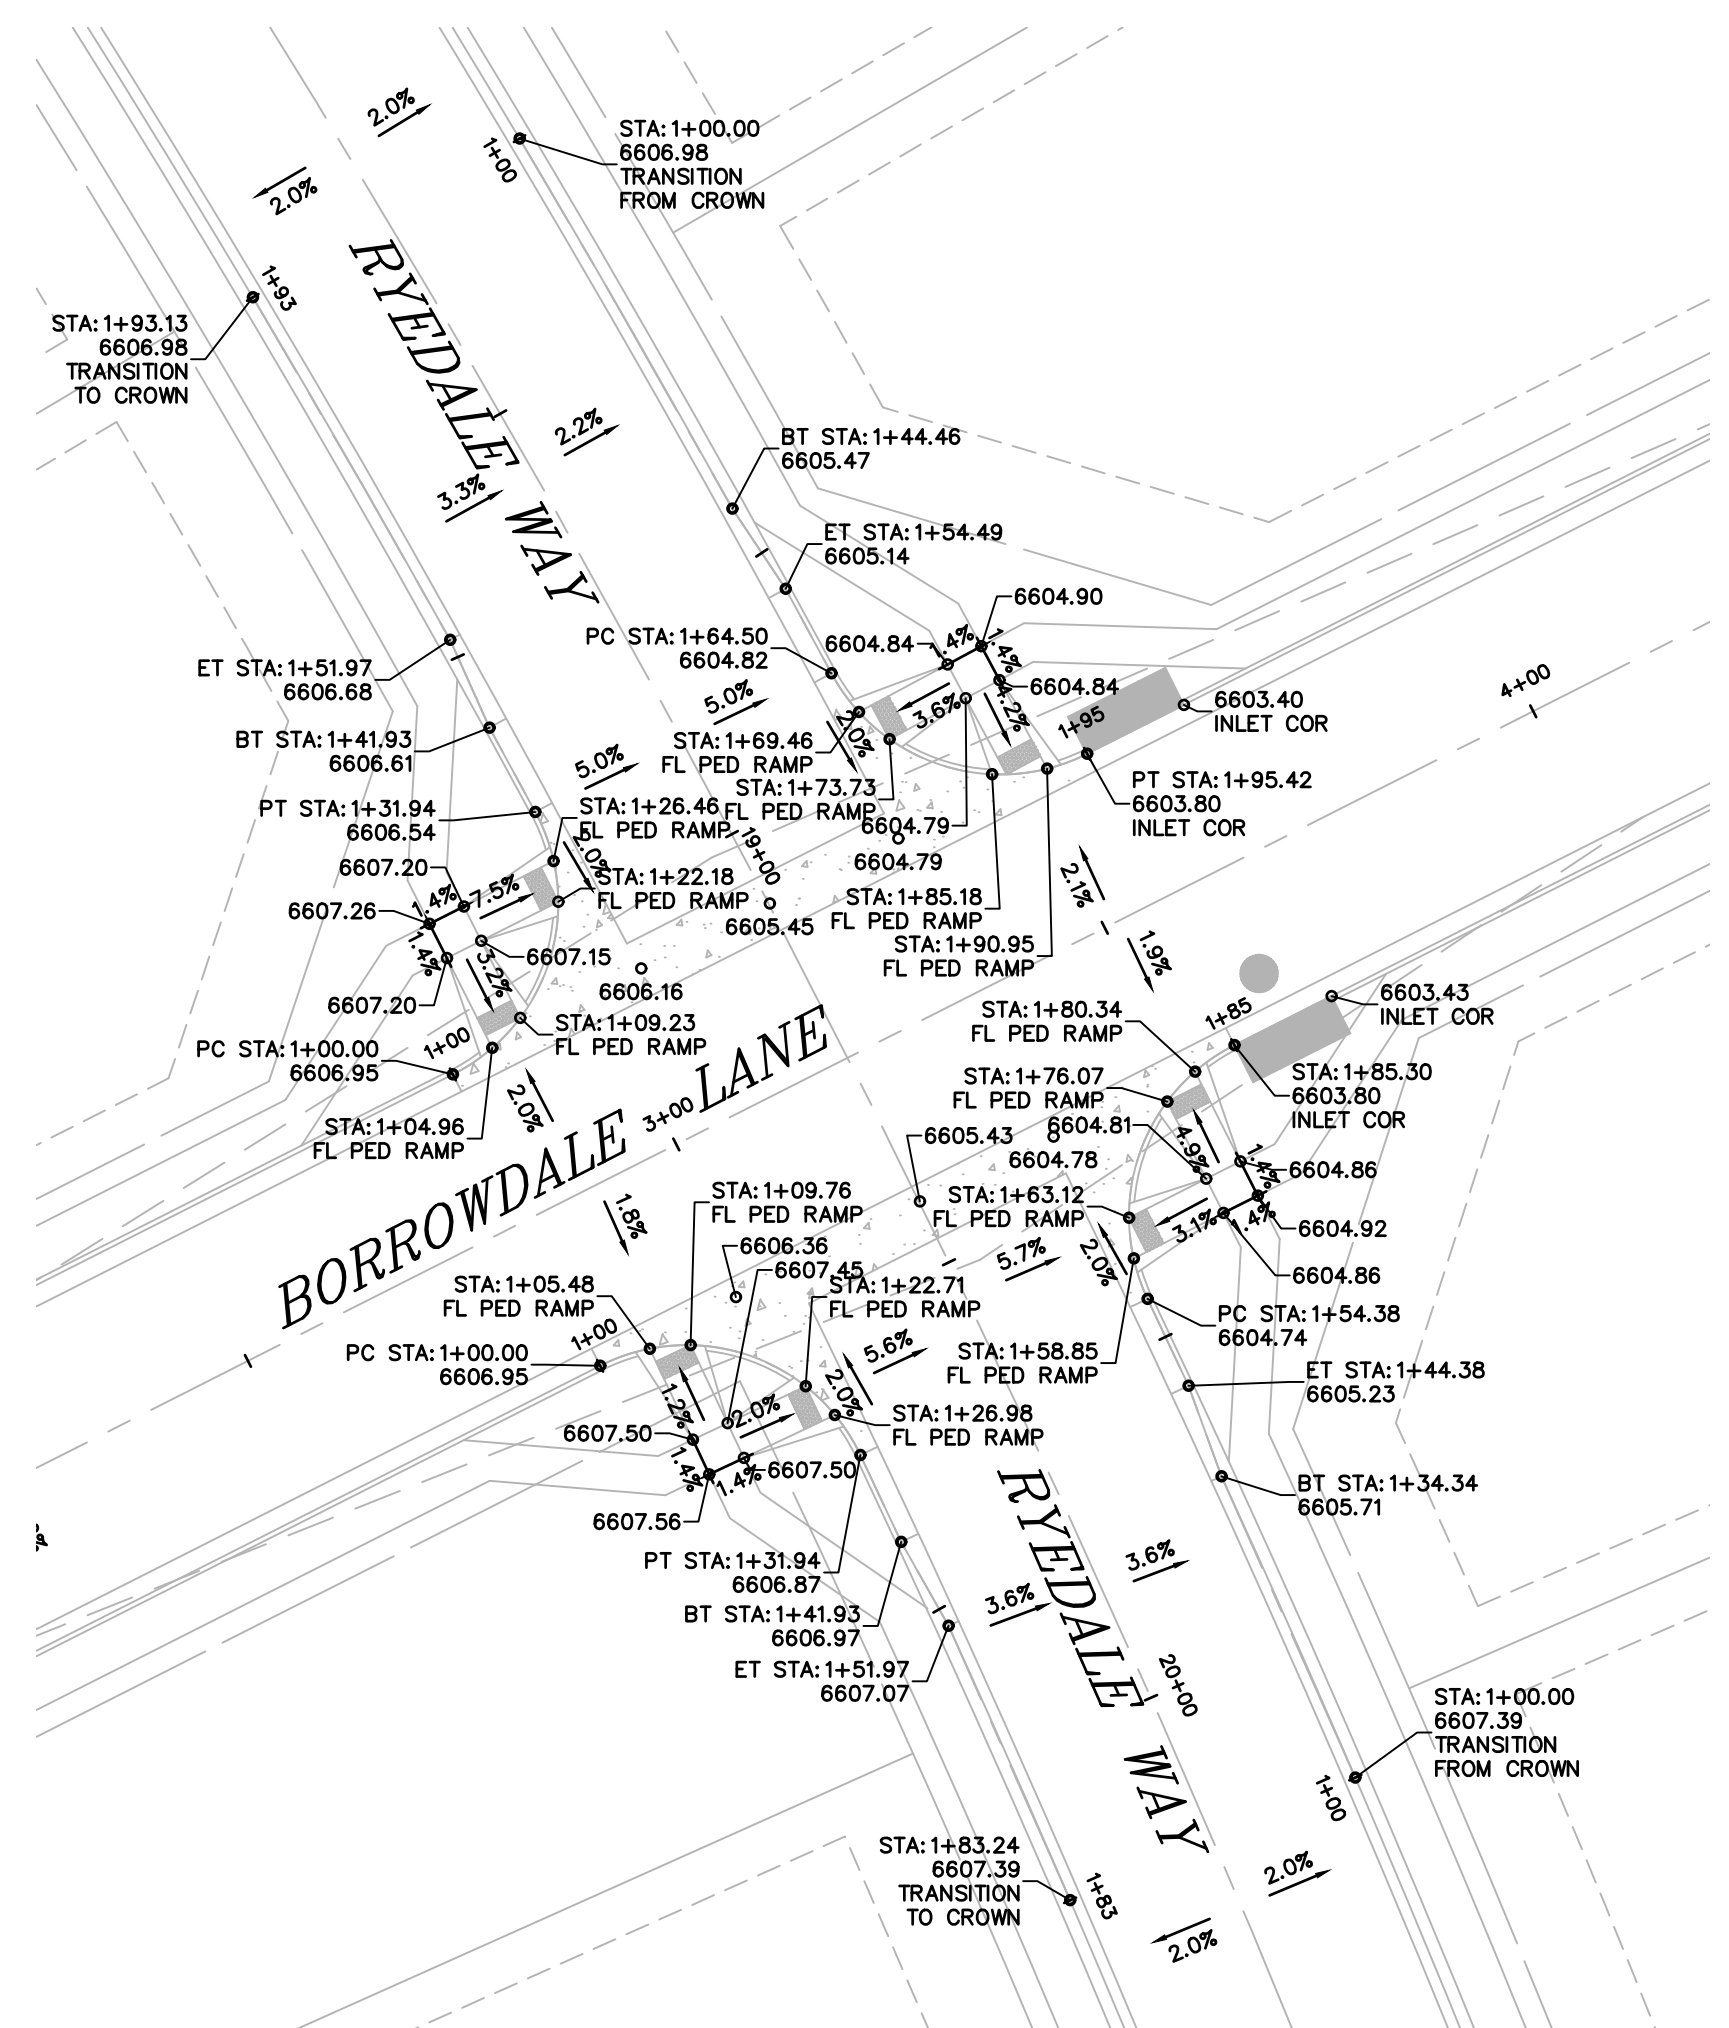 2.0%
STA:1+00.00
6606.98
TRANSITION
FROM CROWN
1+00
2.0%
RYEDALE WAY
1+93
STA:1+93.13
6606.98
TRANSITION
TO CROWN
2.2%
3.3%
BT STA:1+44.46
6605.47
ET STA:1+54.49
6605.14
6604.90
PC STA:1+64.50
6604.82
6604.84
1.4%
1.4%
6604.84
ET STA:1+51.97
6606.68
5.0%
3.6%
4.2%
6603.40
INLET COR
4+00
1+95
BT STA:1+41.93
6606.61
5.0%
STA:1+69.46
FL PED RAMP
2.0%
STA:1+73.73
FL PED RAMP
PT STA:1+95.42
6603.80
INLET COR
PT STA:1+31.94
6606.54
STA:1+26.46
FL PED RAMP
6604.79
6604.79
19+00
2.0%
6607.20
7.5%
STA:1+22.18
FL PED RAMP
STA:1+85.18
FL PED RAMP
2.1%
6607.26
1.4%
1.4%
6605.45
STA:1+90.95
FL PED RAMP
1.9%
6607.15
3.2%
6606.16
6607.20
STA:1+09.23
FL PED RAMP
STA:1+80.34
FL PED RAMP
6603.43
INLET COR
1+85
PC STA:1+00.00
6606.95
1+00
BORROWDALE LANE
STA:1+76.07
FL PED RAMP
STA:1+85.30
6603.80
INLET COR
2.0%
3+00
STA:1+04.96
FL PED RAMP
6605.43
6604.81
6604.78
4.9%
1.4%
6604.86
STA:1+09.76
FL PED RAMP
1.8%
STA:1+63.12
FL PED RAMP
3.1%
1.4%
6604.92
6606.36
6607.45
5.7%
2.0%
6604.86
STA:1+05.48
FL PED RAMP
STA:1+22.71
FL PED RAMP
PC STA:1+54.38
6604.74
1+00
PC STA:1+00.00
6606.95
5.6%
STA:1+58.85
FL PED RAMP
ET STA:1+44.38
6605.23
2.0%
1.2%
2.0%
STA:1+26.98
FL PED RAMP
6607.50
1.4%
1.4%
6607.50
RYEDALE WAY
BT STA:1+34.34
6605.71
6607.56
PT STA:1+31.94
6606.87
3.6%
3.6%
BT STA:1+41.93
6606.97
ET STA:1+51.97
6607.07
20+00
STA:1+00.00
6607.39
TRANSITION
FROM CROWN
1+00
STA:1+83.24
6607.39
TRANSITION
TO CROWN
1+83
2.0%
2.0%